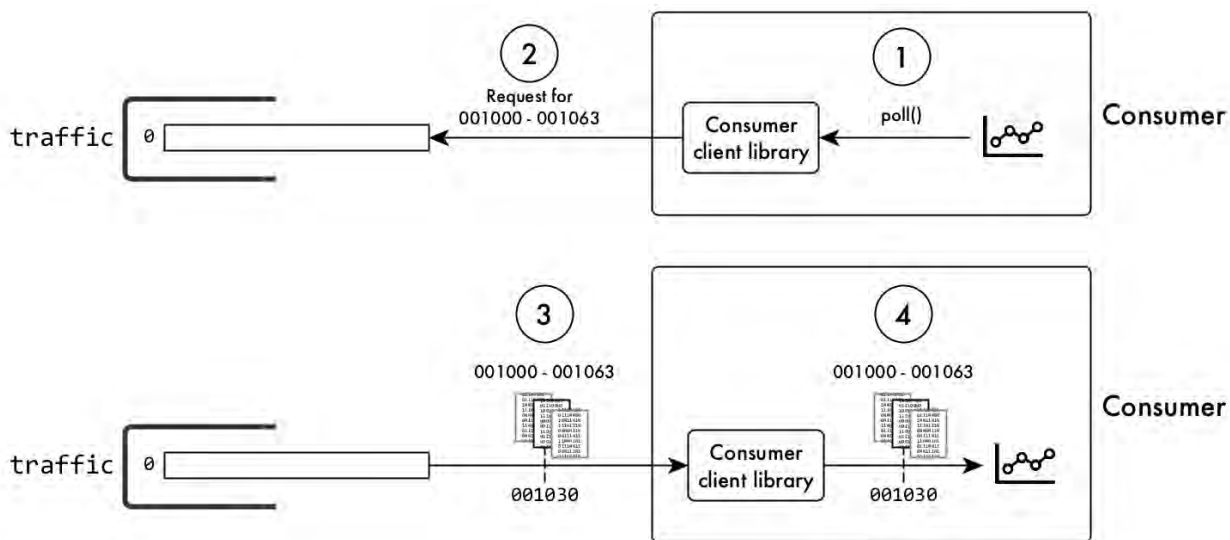 2
Request for
001000 - 001063
1
poll()
Consumer
client library
Consumer
traffic
0
3
001000 - 001063
001030
4
001000 - 001063
001030
Consumer
client library
Consumer
traffic
0